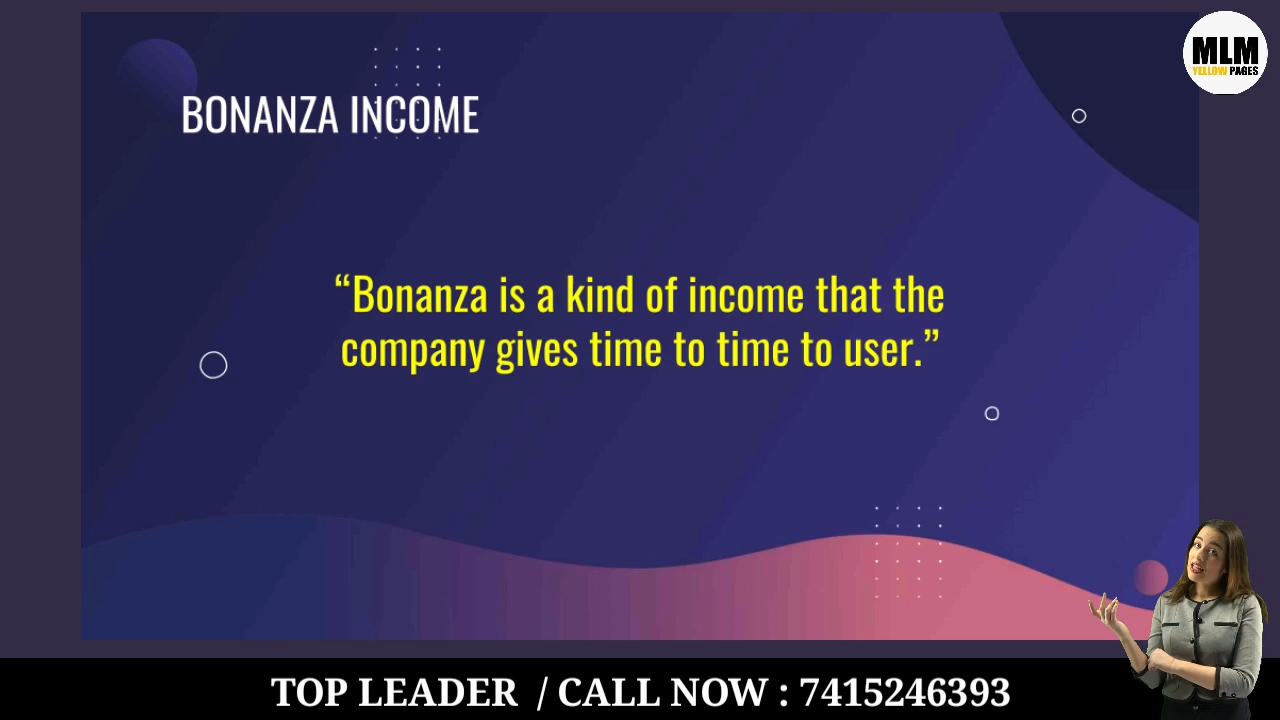 MLM
YELLOW PAGES
BONANZA INCOME
“Bonanza is a kind of income that the
company gives time to time to user.”
TOP LEADER / CALL NOW : 7415246393